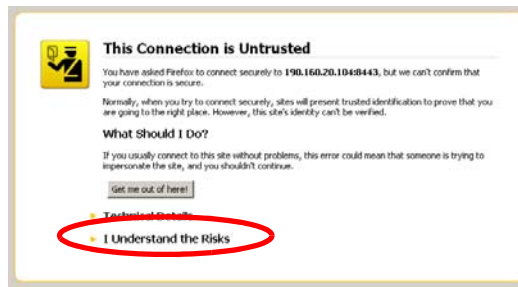 This Connection is Untrusted
You have asked Firefox to connect securely to 190.160.20.104:8443, but we can't confirm that
your connection is secure.
Normally, when you try to connect securely, sites will present trusted identification to prove that you
are going to the right place. However, this site's identity can't be verified.
What Should I Do?
If you usually connect to this site without problems, this error could mean that someone is trying to
impersonate the site, and you shouldn't continue.
Get me out of here!
Technical Details
I Understand the Risks